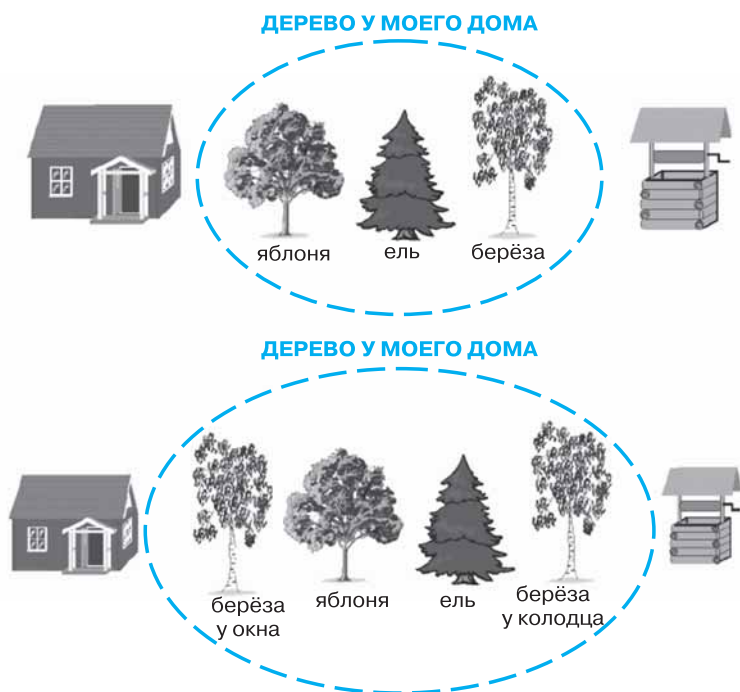 ДЕРЕВО У МОЕГО ДОМА
яблоня
ель
берёза
ДЕРЕВО У МОЕГО ДОМА
берёза
у окна
яблоня
ель
берёза
у колодца